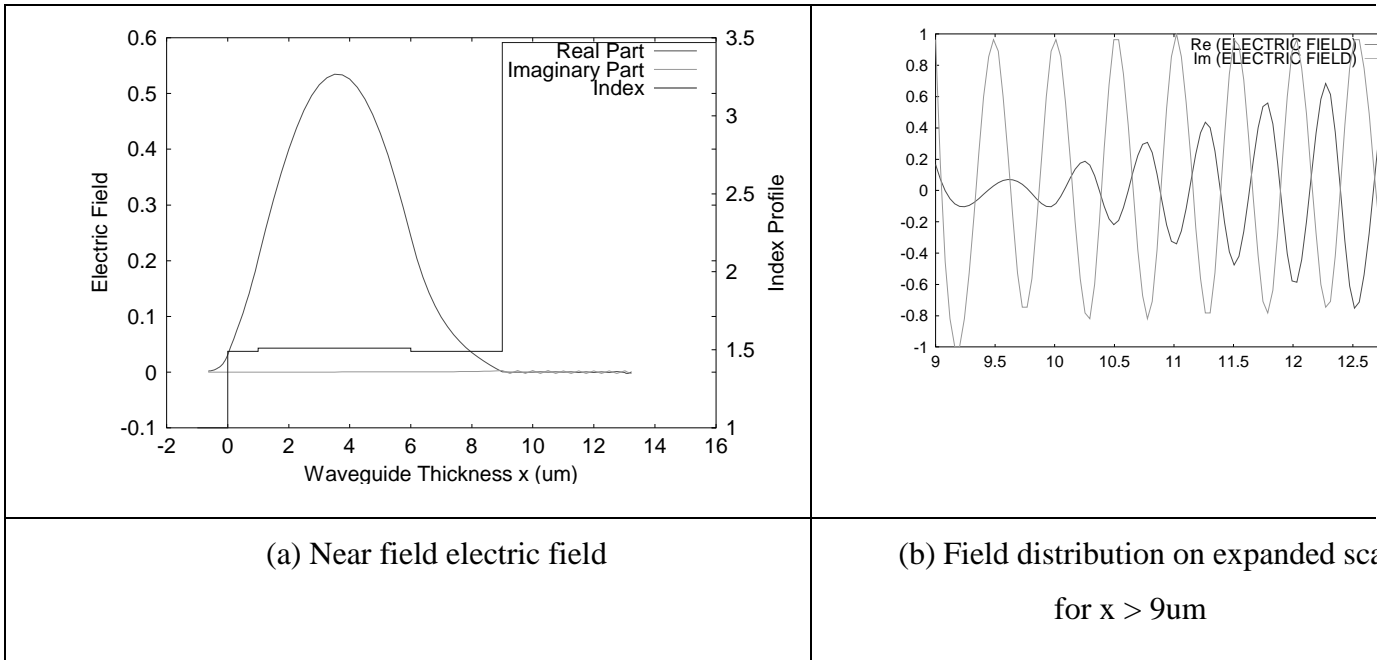 0.6
0.5
0.4
0.3
0.2
0.1
0
-0.1
Electric Field
-2 0 2 4 6 8 10 12 14 16
Waveguide Thickness x (um)
3.5
3
2.5
2
1.5
1
Index Profile
Real Part
Imaginary Part
Index
1
0.8
0.6
0.4
0.2
0
-0.2
-0.4
-0.6
-0.8
-1
9 9.5 10 10.5 11 11.5 12 12.5
Re (ELECTRIC FIELD)
Im (ELECTRIC FIELD)
(a) Near field electric field
(b) Field distribution on expanded sca
for x > 9um